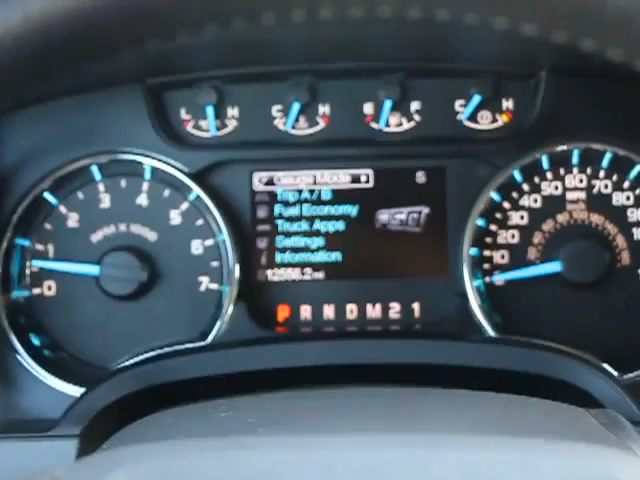 L H C H E F C H
Gauge Mode S
Trip A / B
Fuel Economy
Truck Apps
Settings
Information
12556.2 mi
P R N D M 2 1
0 1 2 3 4 5 6 7
RPM X 1000
10 20 30 40 50 60 70 80
MPH